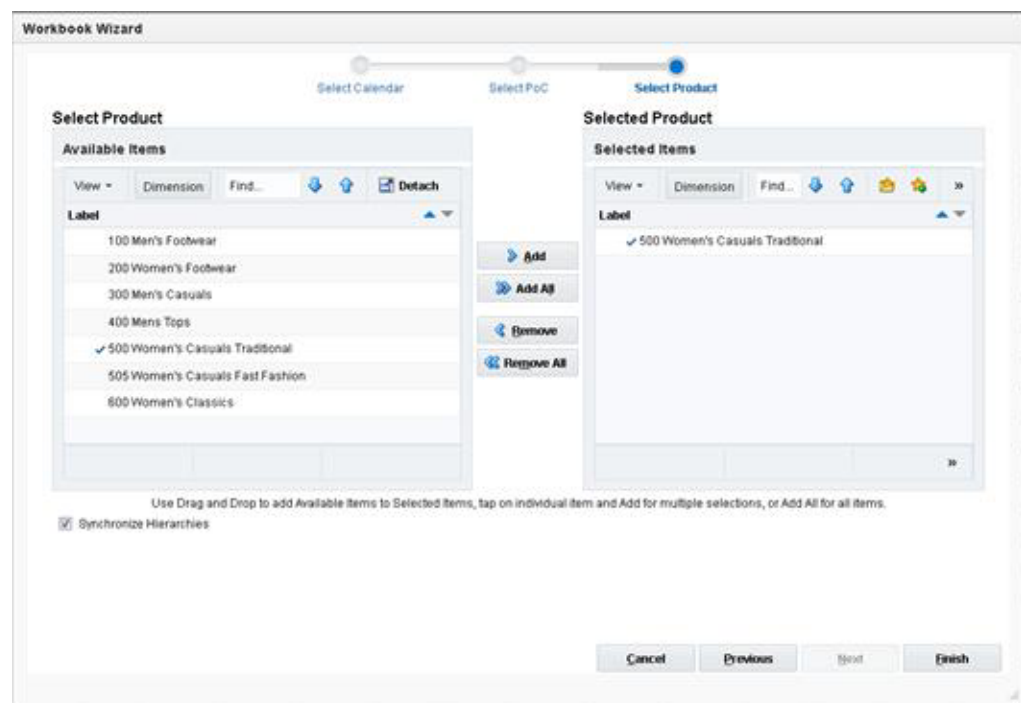 Workbook Wizard
Select Calendar
Select PoC
Select Product
Select Product
Available Items
View
Dimension
Find...
Detach
Label
100 Men's Footwear
200 Women's Footwear
300 Men's Casuals
400 Mens Tops
500 Women's Casuals Traditional
505 Women's Casuals Fast Fashion
600 Women's Classics
Add
Add All
Remove
Remove All
Selected Product
Selected Items
View
Dimension
Find...
»
Label
500 Women's Casuals Traditional
»
Use Drag and Drop to add Available Items to Selected Items, tap on individual item and Add for multiple selections, or Add All for all items.
Synchronize Hierarchies
Cancel
Previous
Next
Finish